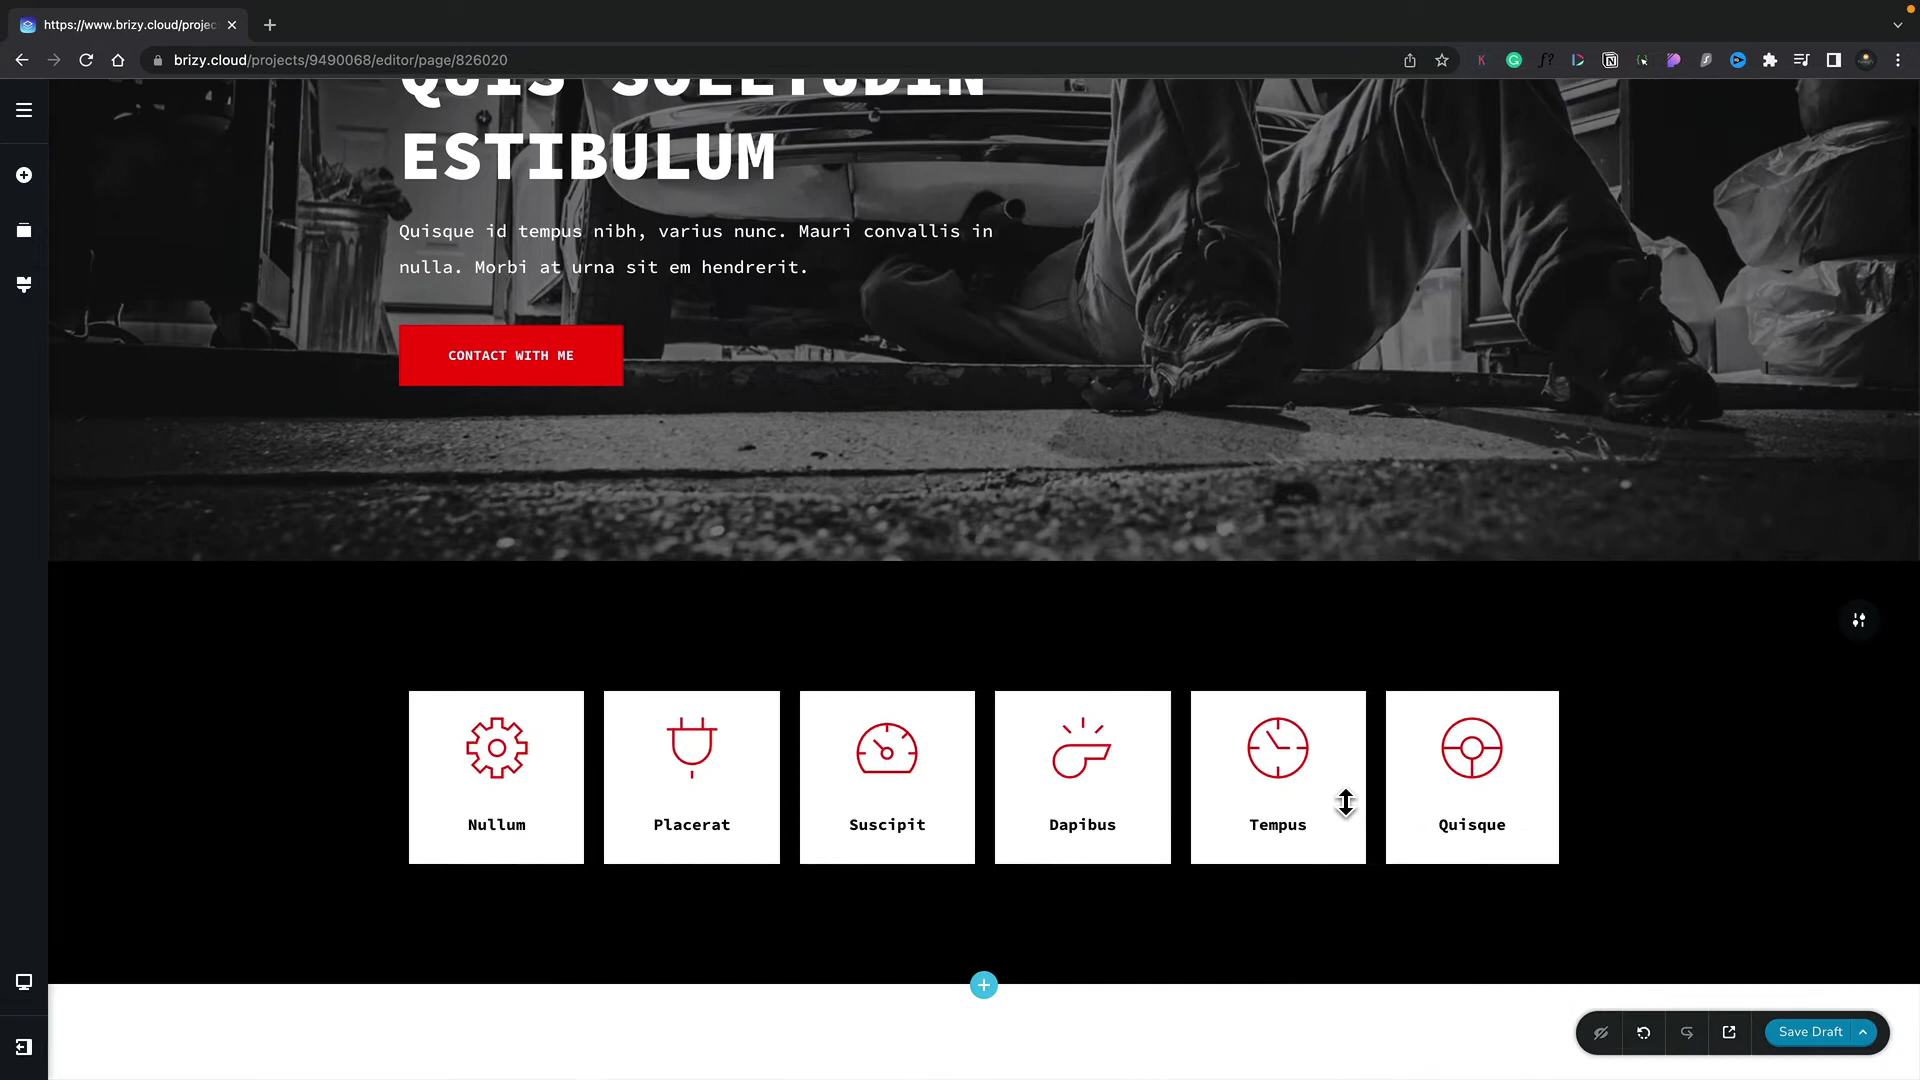 https://www.brizy.cloud/projec
brizy.cloud/projects/9490068/editor/page/826020
QUIS SOLLTUDIN
ESTIBULUM
Quisque id tempus nibh, varius nunc. Mauri convallis in
nulla. Morbi at urna sit em hendrerit.
CONTACT WITH ME
Nullum
Placerat
Suscipit
Dapibus
Tempus
Quisque
Save Draft